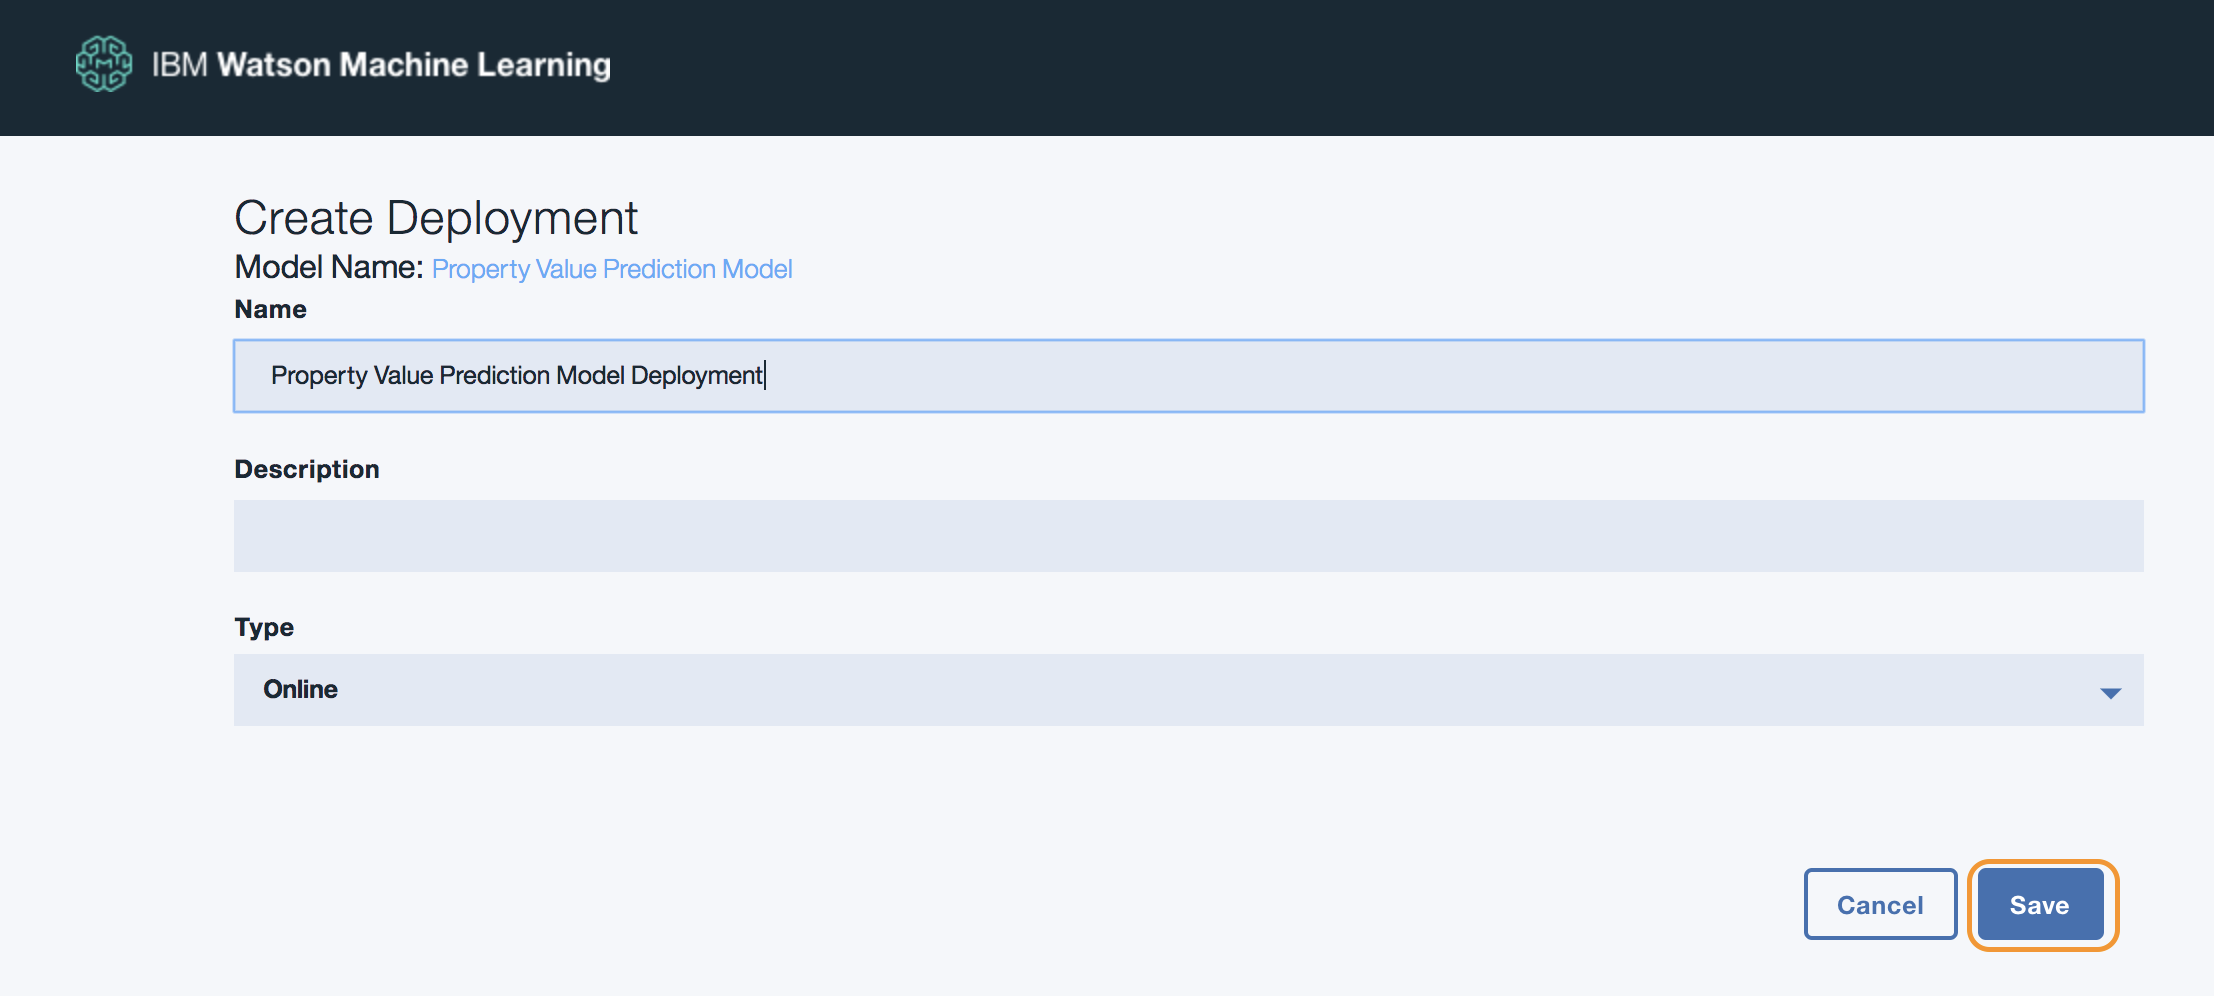 IBM Watson Machine Learning
Create Deployment
Model Name: Property Value Prediction Model
Name
Property Value Prediction Model Deployment
Description
Type
Online
Cancel Save